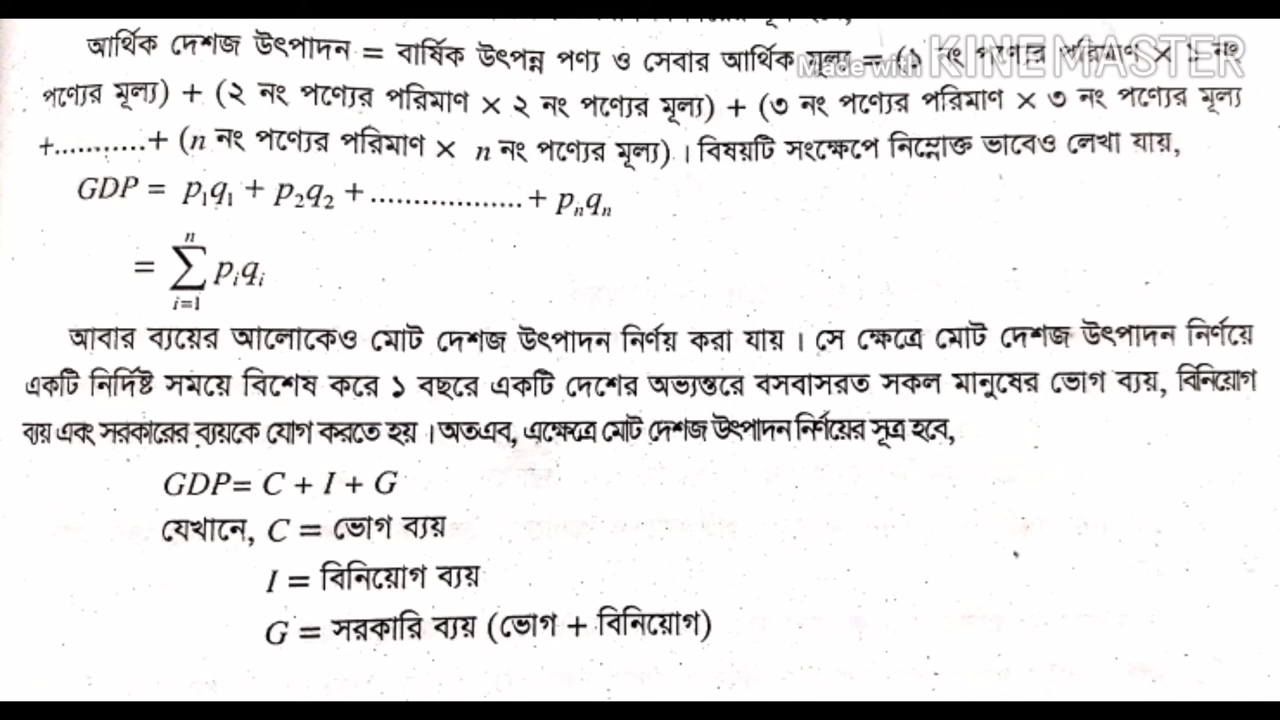 আর্থিক দেশজ উৎপাদন = বার্ষিক উৎপন্ন পণ্য ও সেবার আর্থিক মূল্য = (১ নং পণ্যের পরিমাণ × ১ নং
Made with KINEMASTER
পণ্যের মূল্য) + (২ নং পণ্যের পরিমাণ × ২ নং পণ্যের মূল্য) + (৩ নং পণ্যের পরিমাণ × ৩ নং পণ্যের মূল্য
+...........+ (n নং পণ্যের পরিমাণ × n নং পণ্যের মূল্য)। বিষয়টি সংক্ষেপে নিম্নোক্ত ভাবেও লেখা যায়,
GDP = p₁q₁ + p₂q₂ + .................. + pₙqₙ
= ∑ⁿᵢ₌₁ pᵢqᵢ
আবার ব্যয়ের আলোকেও মোট দেশজ উৎপাদন নির্ণয় করা যায়। সে ক্ষেত্রে মোট দেশজ উৎপাদন নির্ণয়ে
একটি নির্দিষ্ট সময়ে বিশেষ করে ১ বছরে একটি দেশের অভ্যন্তরে বসবাসরত সকল মানুষের ভোগ ব্যয়, বিনিয়োগ
ব্যয় এবং সরকারের ব্যয়কে যোগ করতে হয়। অতএব, এক্ষেত্রে মোট দেশজ উৎপাদন নির্ণয়ের সূত্র হবে,
GDP= C + I + G
যেখানে, C = ভোগ ব্যয়
I = বিনিয়োগ ব্যয়
G = সরকারি ব্যয় (ভোগ + বিনিয়োগ)